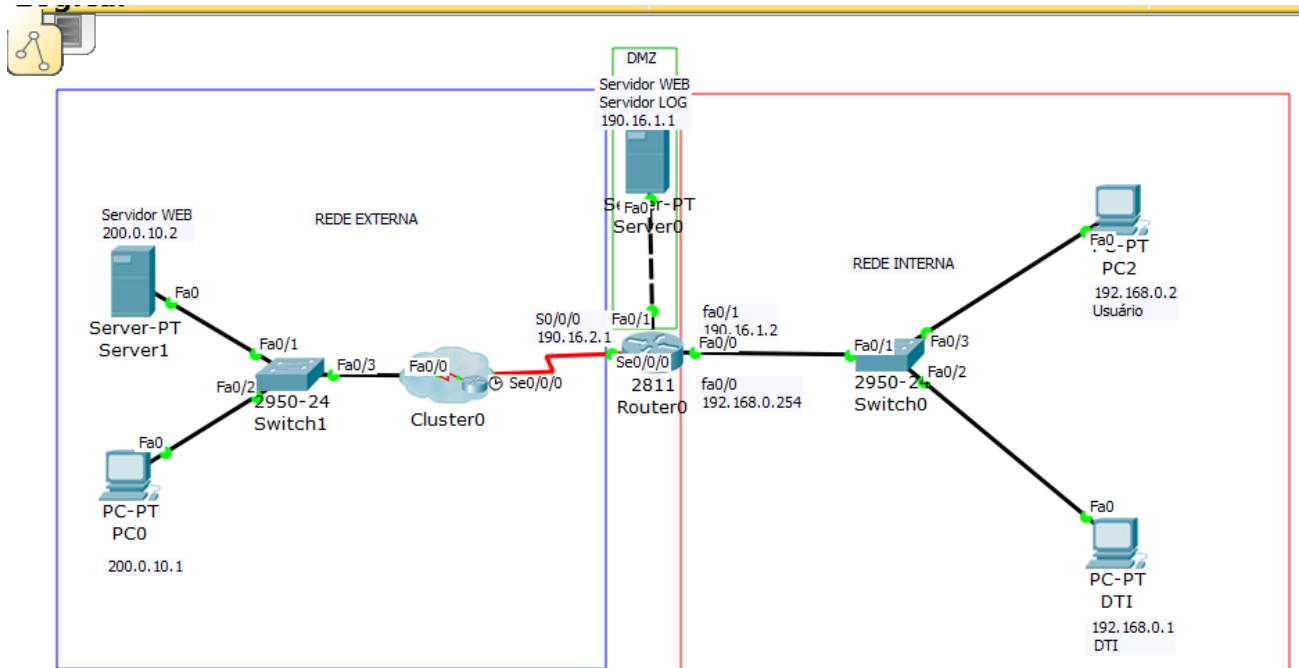 DMZ
Servidor WEB
Servidor LOG
190.16.1.1
Fa0
Server0
REDE EXTERNA
Servidor WEB
200.0.10.2
Fa0
Server-PT
Server1
Fa0/1
Fa0/2
Fa0/3
2950-24
Switch1
Fa0
PC-PT
PC0
200.0.10.1
Fa0/0
Se0/0/0
Cluster0
S0/0/0
190.16.2.1
Fa0/1
Se0/0/0
2811
Router0
fa0/1
190.16.1.2
Fa0/0
fa0/0
192.168.0.254
REDE INTERNA
Fa0/1
Fa0/3
Fa0/2
Switch0
Fa0
PC2
192.168.0.2
Usuário
Fa0
PC-PT
DTI
192.168.0.1
DTI